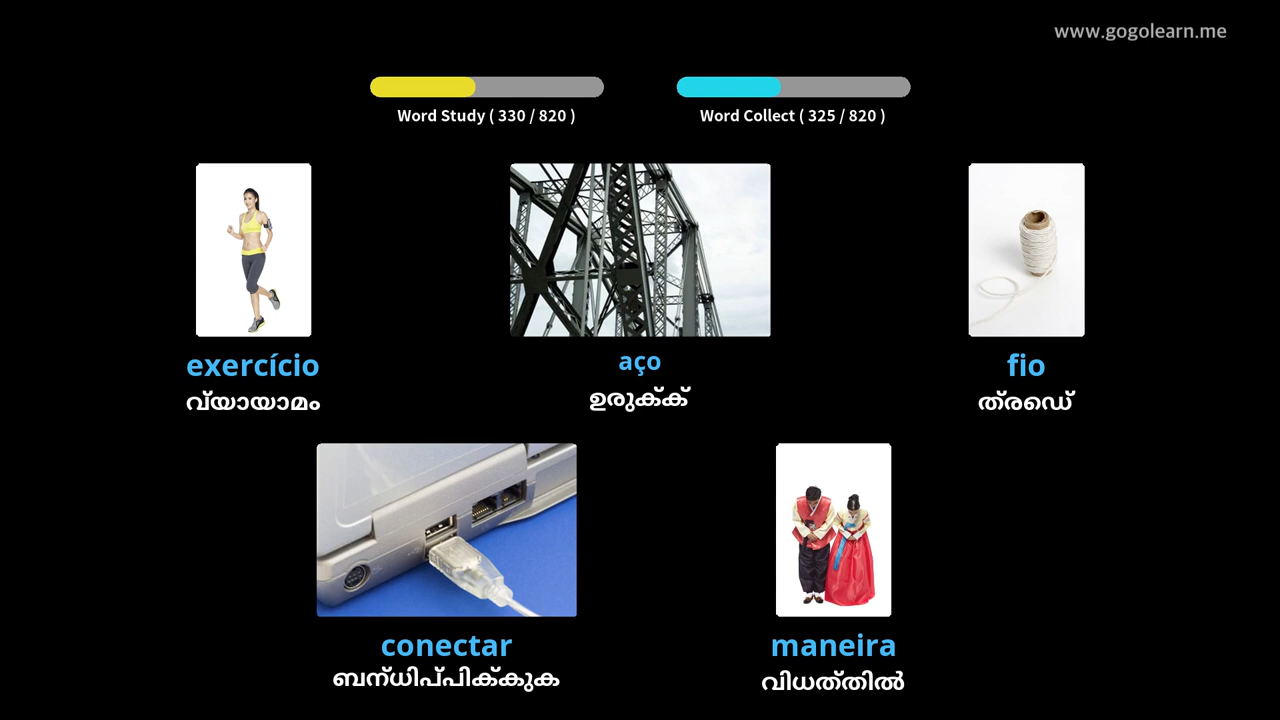 www.gogolearn.me
Word Study ( 330 / 820 )
Word Collect ( 325 / 820 )
exercício
aço
fio
വ്യായാമം
ഉരുക്ക്
ത്രഡെ്
conectar
maneira
ബന്ധിപ്പിക്കുക
വിധത്തിൽ